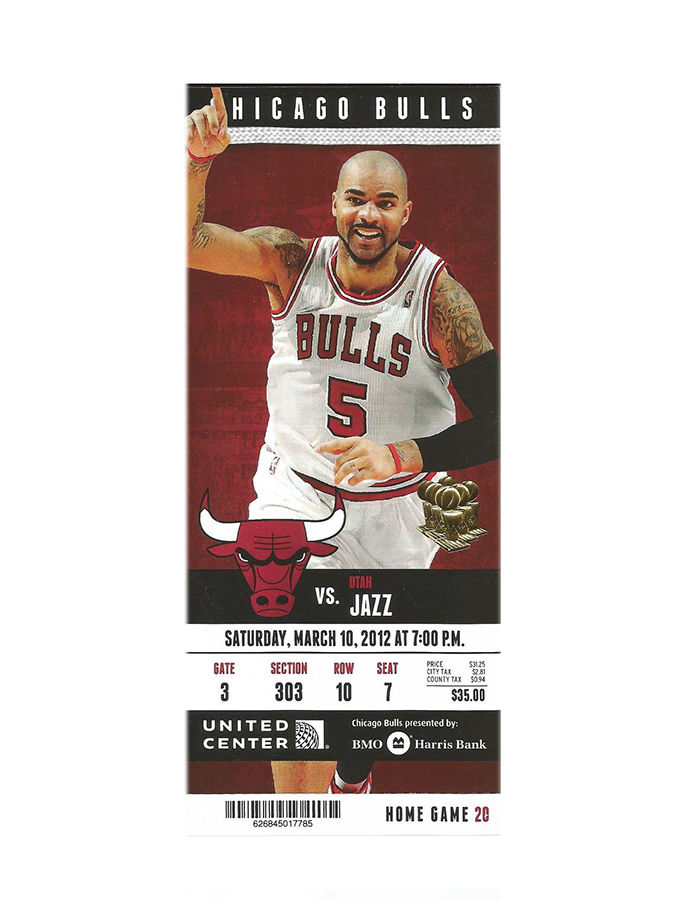 CHICAGO BULLS
BULLS
5
VS. UTAH JAZZ
SATURDAY, MARCH 10, 2012 AT 7:00 P.M.
GATE SECTION ROW SEAT
3 303 10 7
PRICE $31.25
CITY TAX $2.81
COUNTY TAX $0.94
$35.00
UNITED CENTER
Chicago Bulls presented by:
BMO Harris Bank
626845017785
HOME GAME 20